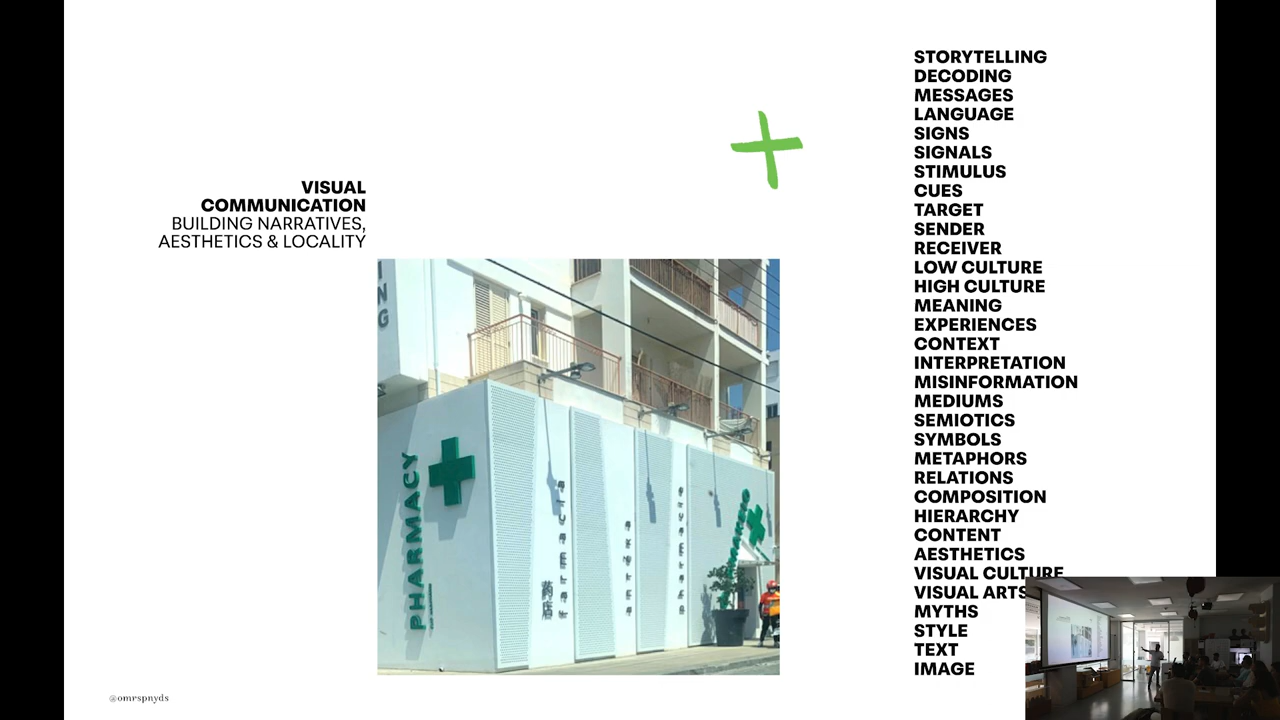 VISUAL
COMMUNICATION
BUILDING NARRATIVES,
AESTHETICS & LOCALITY
ING
PHARMACY
药店
FARMACIA
STORYTELLING
DECODING
MESSAGES
LANGUAGE
SIGNS
SIGNALS
STIMULUS
CUES
TARGET
SENDER
RECEIVER
LOW CULTURE
HIGH CULTURE
MEANING
EXPERIENCES
CONTEXT
INTERPRETATION
MISINFORMATION
MEDIUMS
SEMIOTICS
SYMBOLS
METAPHORS
RELATIONS
COMPOSITION
HIERARCHY
CONTENT
AESTHETICS
VISUAL CULTURE
VISUAL ARTS
MYTHS
STYLE
TEXT
IMAGE
@omrspnyds